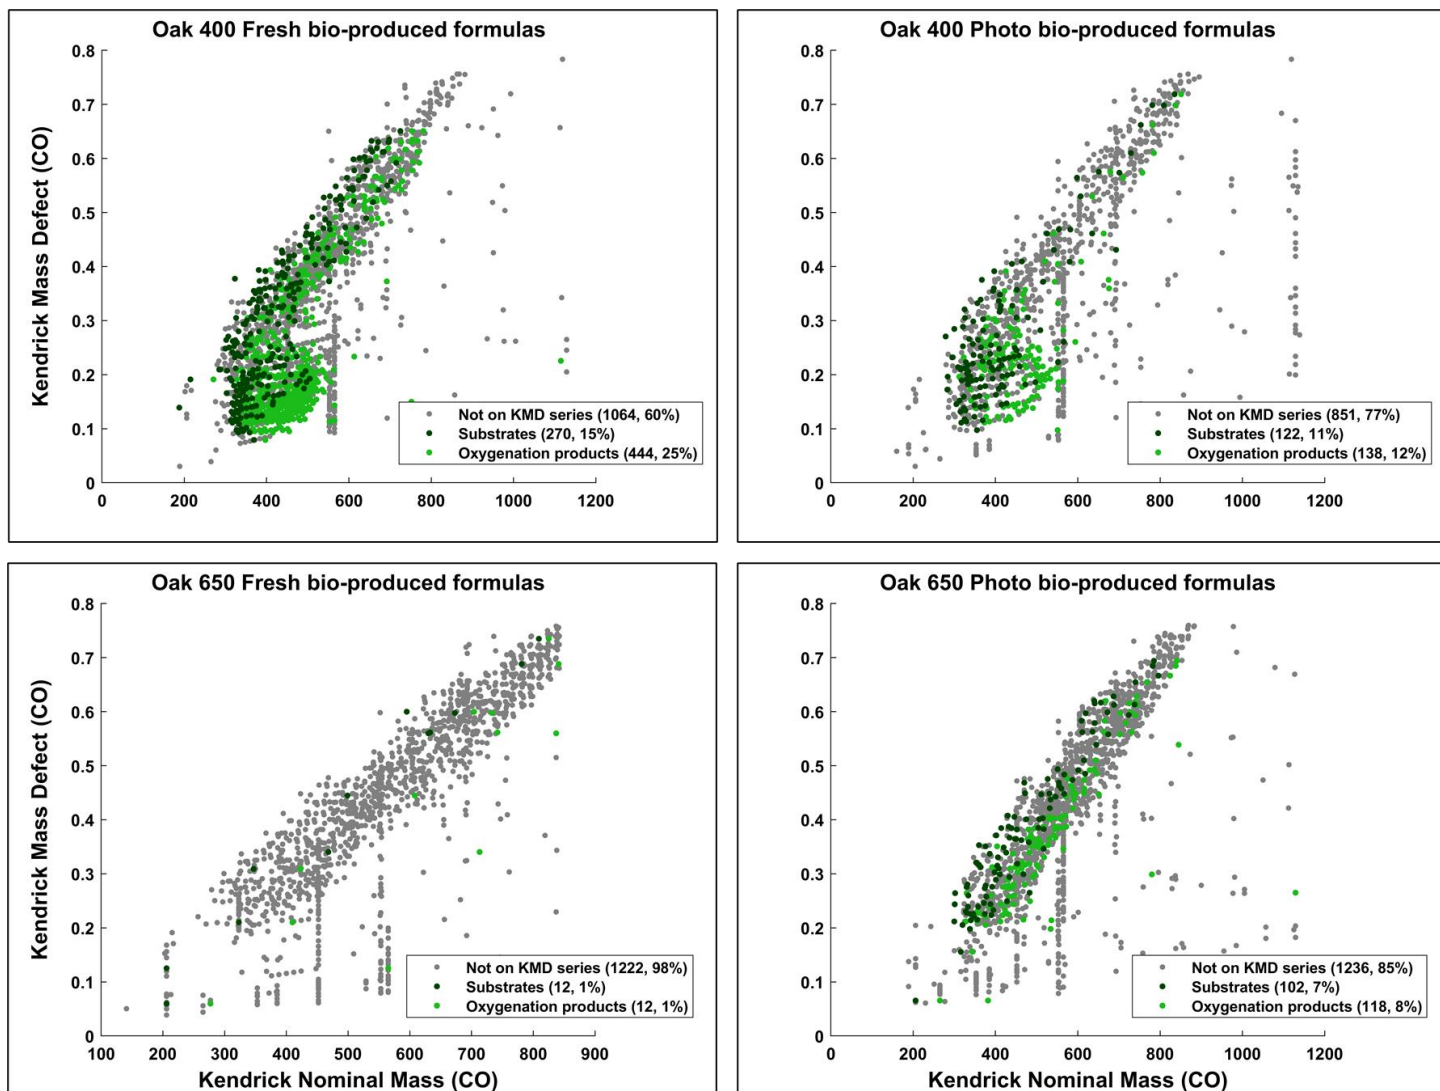 Oak 400 Fresh bio-produced formulas
Kendrick Mass Defect (CO)
0.8
0.7
0.6
0.5
0.4
0.3
0.2
0.1
0
Not on KMD series (1064, 60%)
Substrates (270, 15%)
Oxygenation products (444, 25%)
0 200 400 600 800 1000 1200
Oak 400 Photo bio-produced formulas
0.8
0.7
0.6
0.5
0.4
0.3
0.2
0.1
0
Not on KMD series (851, 77%)
Substrates (122, 11%)
Oxygenation products (138, 12%)
0 200 400 600 800 1000 1200
Oak 650 Fresh bio-produced formulas
Kendrick Mass Defect (CO)
0.8
0.7
0.6
0.5
0.4
0.3
0.2
0.1
0
Not on KMD series (1222, 98%)
Substrates (12, 1%)
Oxygenation products (12, 1%)
100 200 300 400 500 600 700 800 900
Kendrick Nominal Mass (CO)
Oak 650 Photo bio-produced formulas
0.8
0.7
0.6
0.5
0.4
0.3
0.2
0.1
0
Not on KMD series (1236, 85%)
Substrates (102, 7%)
Oxygenation products (118, 8%)
0 200 400 600 800 1000 1200
Kendrick Nominal Mass (CO)